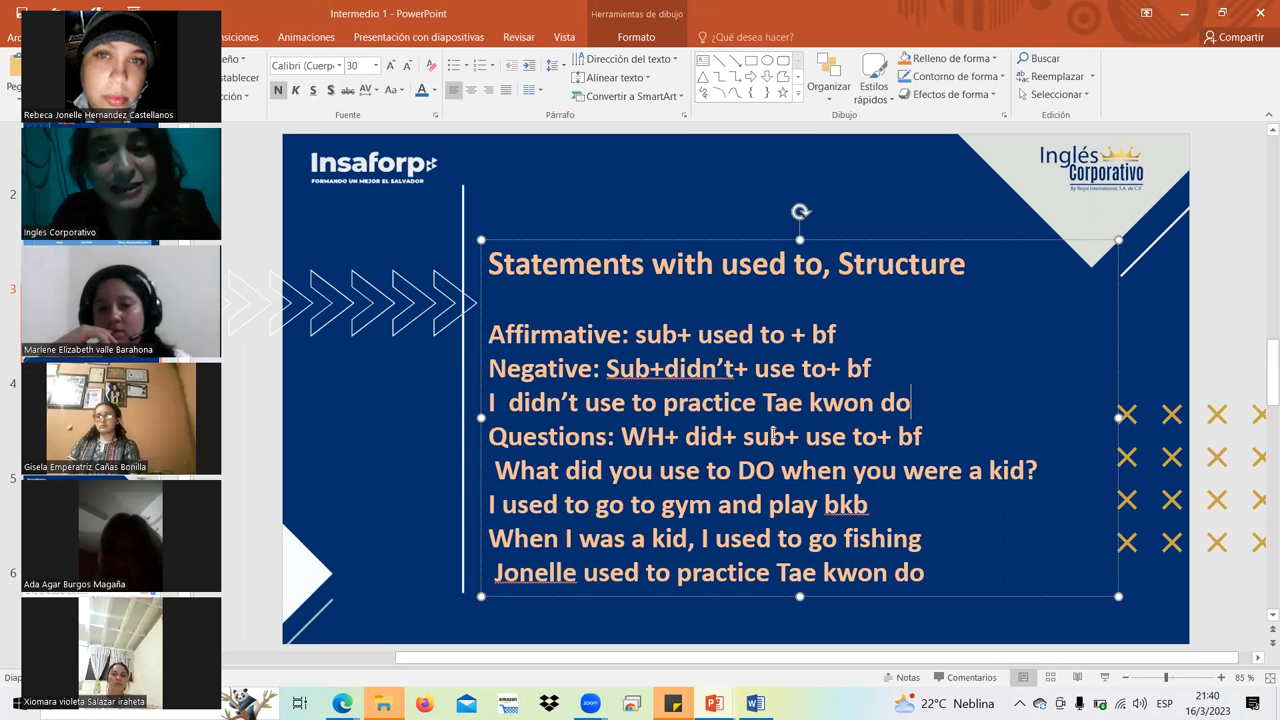 Intermedio 1 - PowerPoint
Herramientas de dibujo
siciones
Animaciones
Presentación con diapositivas
Revisar
Vista
Formato
¿Qué desea hacer?
Compartir
Calibri (Cuerpo
30
Dirección del texto
Alinear texto
Convertir a SmartArt
Organizar
Estilos
rápidos
Relleno de forma
Contorno de forma
Efectos de forma
Buscar
Reemplazar
Seleccionar
Fuente
Párrafo
Dibujo
Edición
Rebeca Jonelle Hernandez Castellanos
Ingles Corporativo
Marlene Elizabeth valle Barahona
Gisela Emperatriz Cañas Bonilla
Ada Agar Burgos Magaña
Xiomara violeta Salazar iraheta
Insaforp
FORMANDO UN MEJOR EL SALVADOR
Inglés
Corporativo
By Regal International, S.A. de C.V.
Statements with used to, Structure
Affirmative: sub+ used to + bf
Negative: Sub+didn’t+ use to+ bf
I  didn’t use to practice Tae kwon do
Questions: WH+ did+ sub+ use to+ bf
What did you use to DO when you were a kid?
I used to go to gym and play bkb
When I was a kid, I used to go fishing
Jonelle used to practice Tae kwon do
Notas
Comentarios
85 %
22°C Neblina
ESP
21:40
16/3/2023